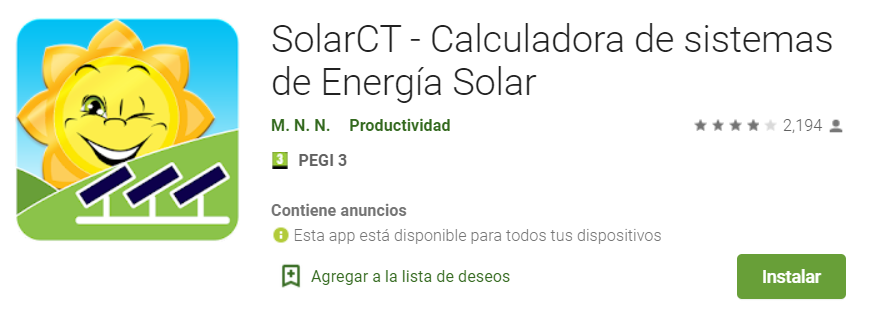 SolarCT - Calculadora de sistemas
de Energía Solar
M. N. N. Productividad
2,194
3 PEGI 3
Contiene anuncios
Esta app está disponible para todos tus dispositivos
Agregar a la lista de deseos
Instalar